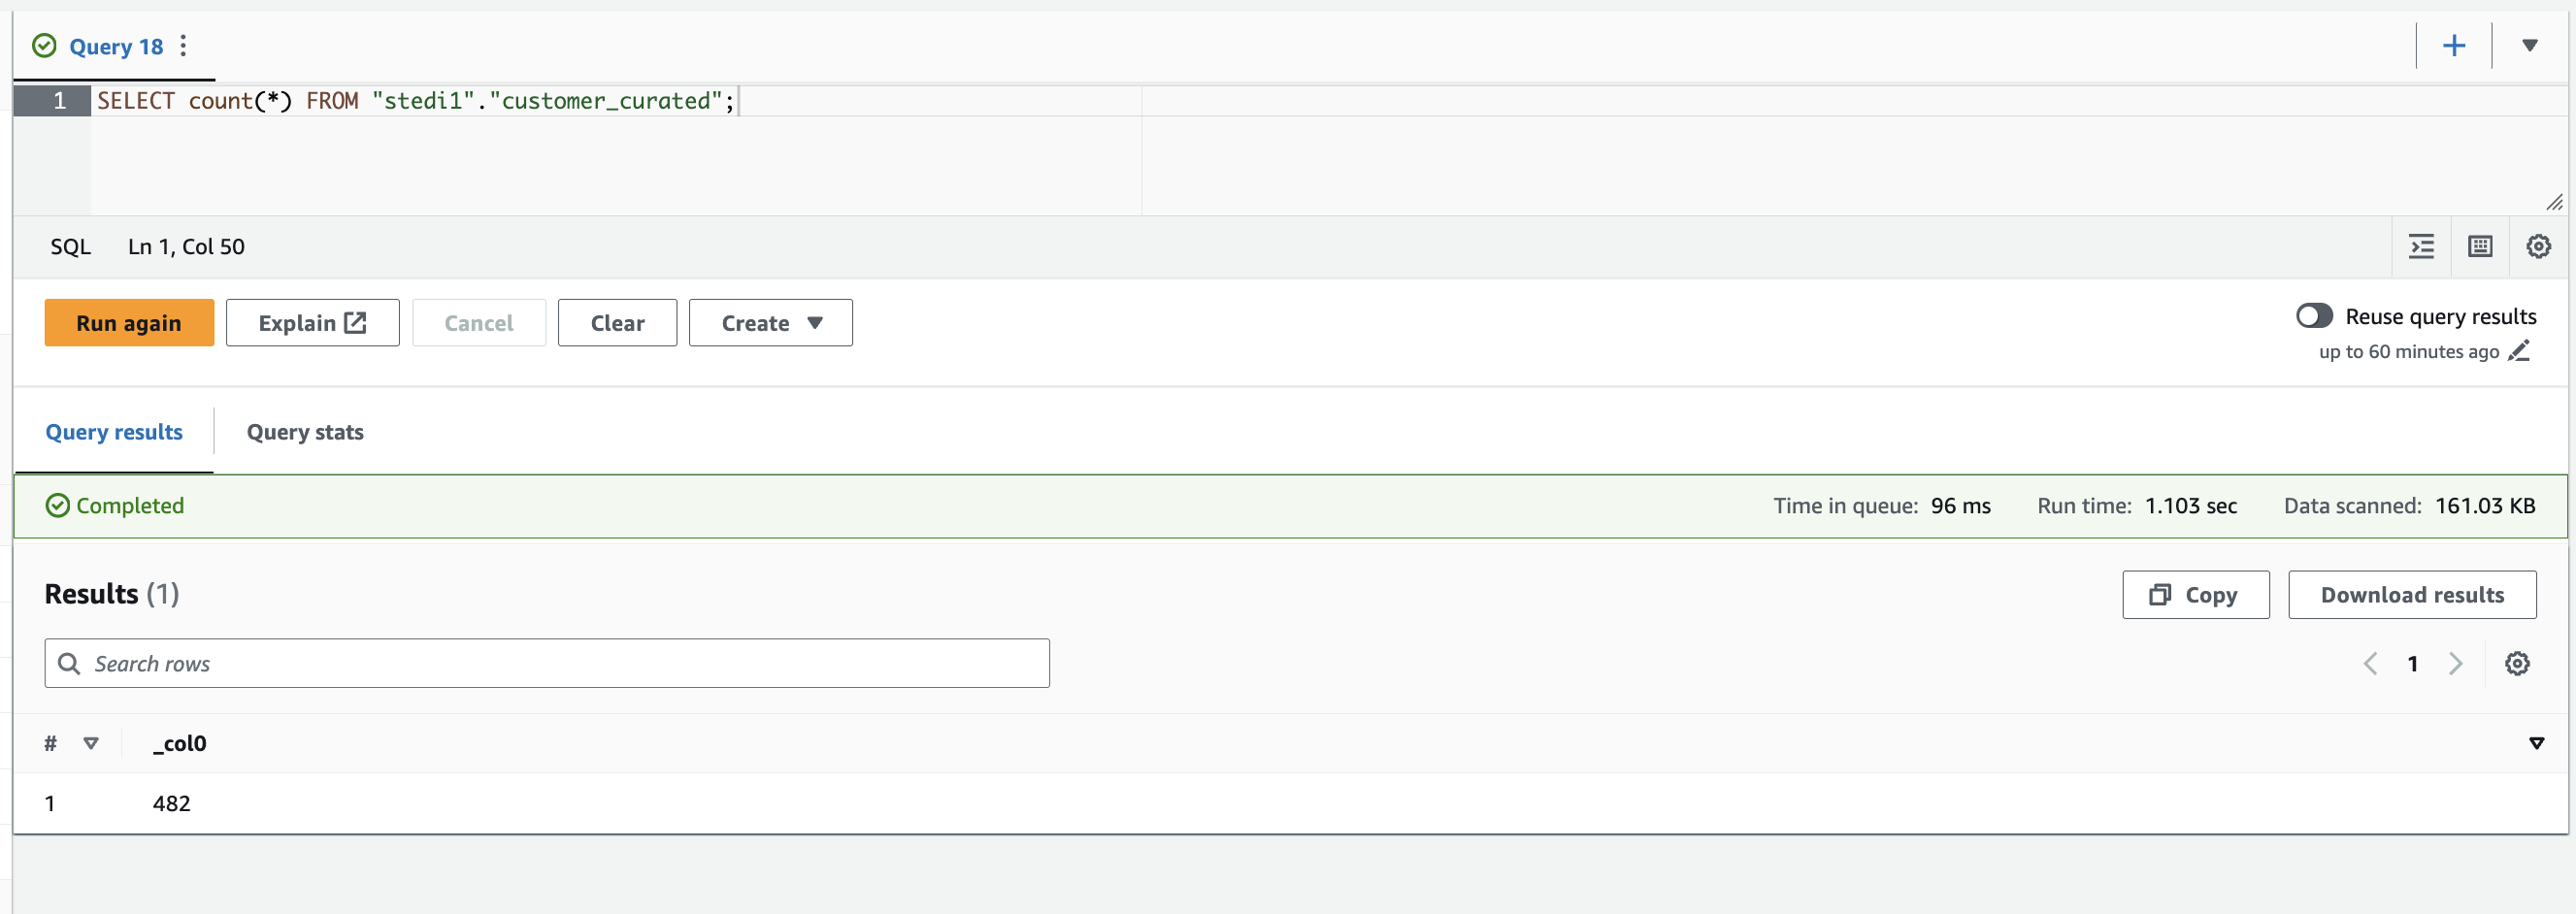 Query 18
1 SELECT count(*) FROM "stedi1"."customer_curated";
SQL Ln 1, Col 50
Run again Explain Cancel Clear Create Reuse query results
up to 60 minutes ago
Query results Query stats
Completed Time in queue: 96 ms Run time: 1.103 sec Data scanned: 161.03 KB
Results (1) Copy Download results
Search rows 1
# _col0
1 482